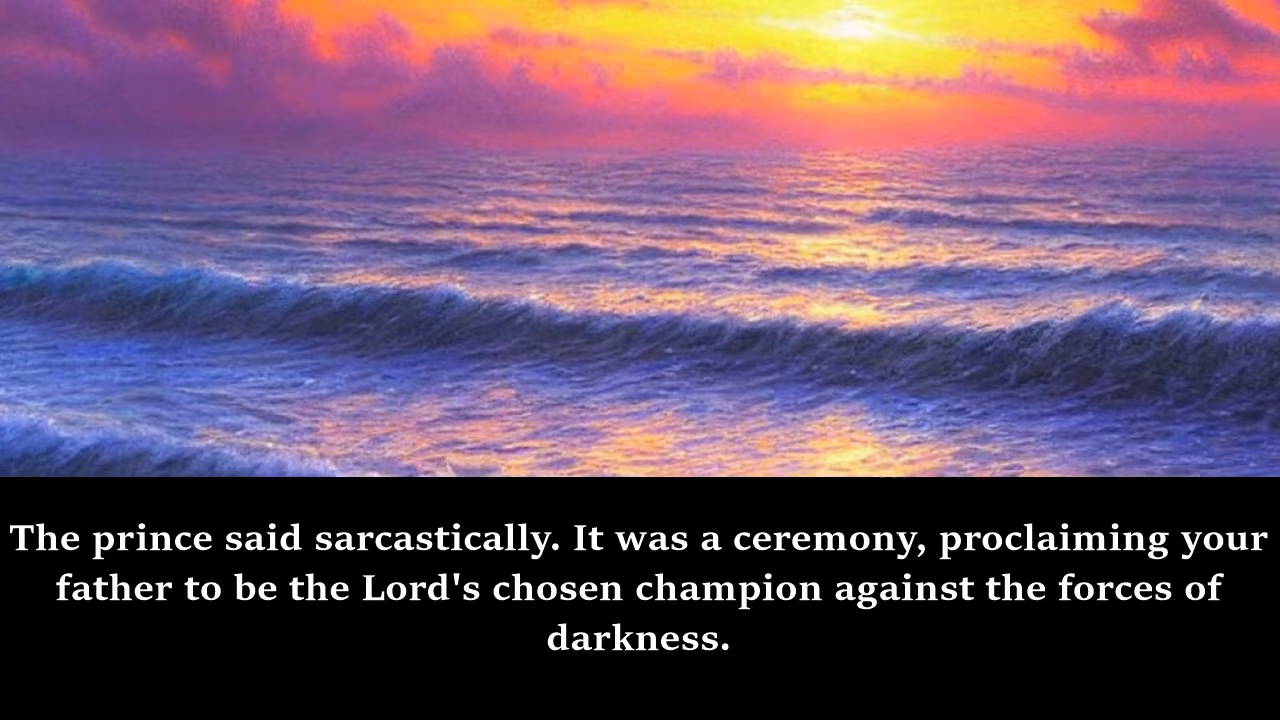 The prince said sarcastically. It was a ceremony, proclaiming your
father to be the Lord's chosen champion against the forces of
darkness.